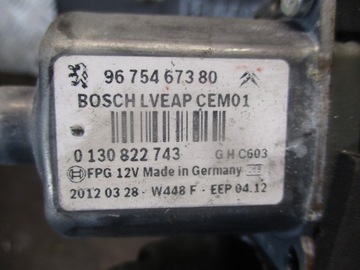 96 754 673 80
BOSCH LVEAP CEM01
0 130 822 743 G H C603
FPG 12V Made in Germany
2012 03 28 - W448 F - EEP 04.12